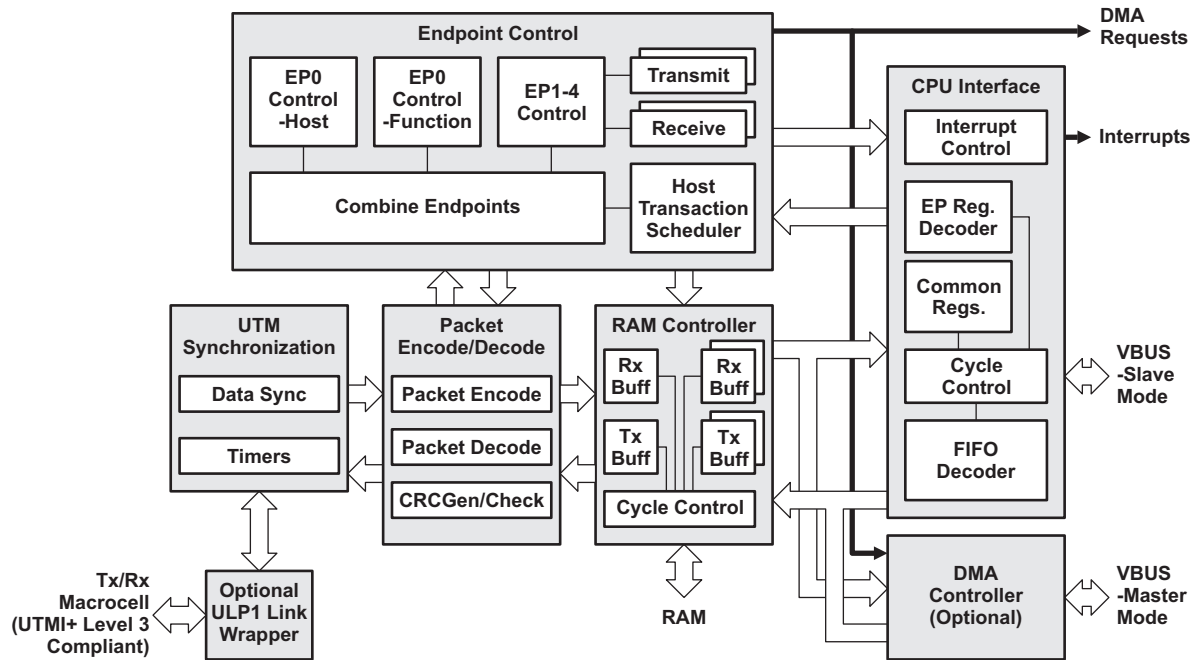 Endpoint Control
EP0
Control
-Host
EP0
Control
-Function
EP1-4
Control
Transmit
Receive
Combine Endpoints
Host
Transaction
Scheduler
DMA
Requests
CPU Interface
Interrupt
Control
Interrupts
EP Reg.
Decoder
Common
Regs.
Cycle
Control
FIFO
Decoder
VBUS
-Slave
Mode
UTM
Synchronization
Data Sync
Timers
Packet
Encode/Decode
Packet Encode
Packet Decode
CRCGen/Check
RAM Controller
Rx
Buff
Rx
Buff
Tx
Buff
Tx
Buff
Cycle Control
RAM
Tx/Rx
Macrocell
(UTMI+ Level 3
Compliant)
Optional
ULP1 Link
Wrapper
DMA
Controller
(Optional)
VBUS
-Master
Mode